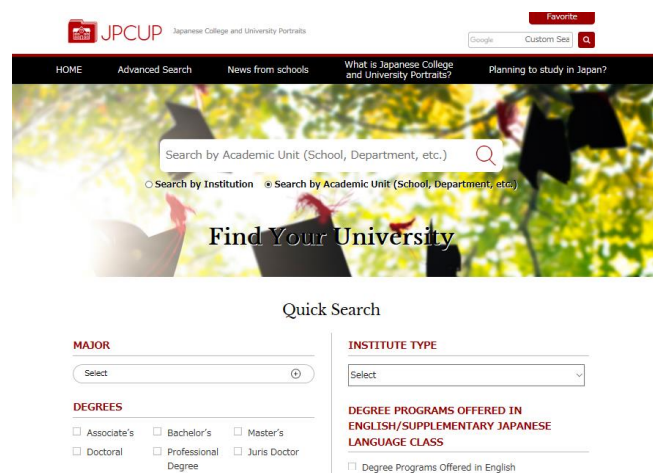 Favorite
JPCUP Japanese College and University Portraits
Google Custom Sea
HOME Advanced Search News from schools What is Japanese College and University Portraits? Planning to study in Japan?
Search by Academic Unit (School, Department, etc.)
Search by Institution Search by Academic Unit (School, Department, etc.)
Find Your University
Quick Search
MAJOR
Select
DEGREES
Associate's Bachelor's Master's
Doctoral Professional Degree Juris Doctor
INSTITUTE TYPE
Select
DEGREE PROGRAMS OFFERED IN
ENGLISH/SUPPLEMENTARY JAPANESE
LANGUAGE CLASS
Degree Programs Offered in English